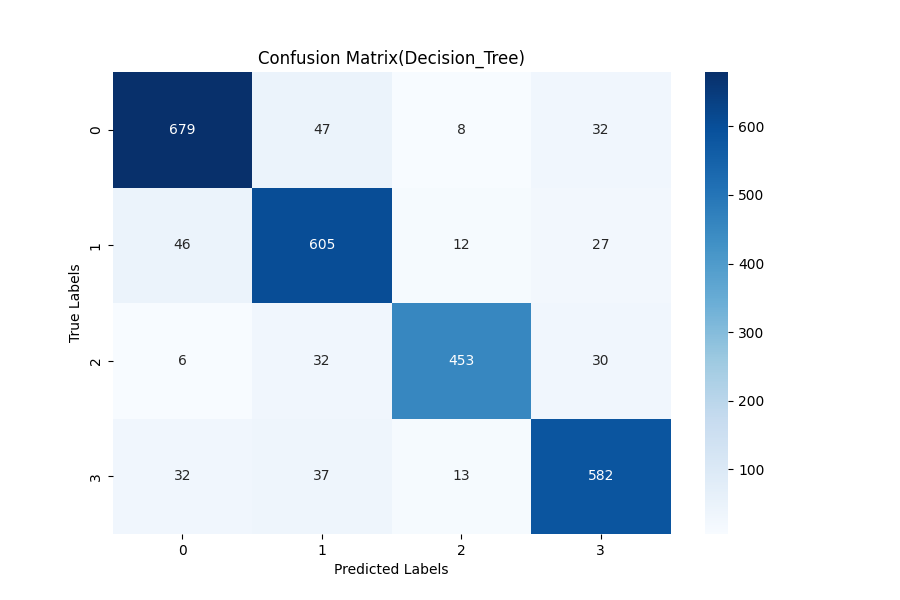 Confusion Matrix(Decision_Tree)
0 679 47 8 32
1 46 605 12 27
2 6 32 453 30
3 32 37 13 582
0 1 2 3
True Labels
Predicted Labels
600
500
400
300
200
100